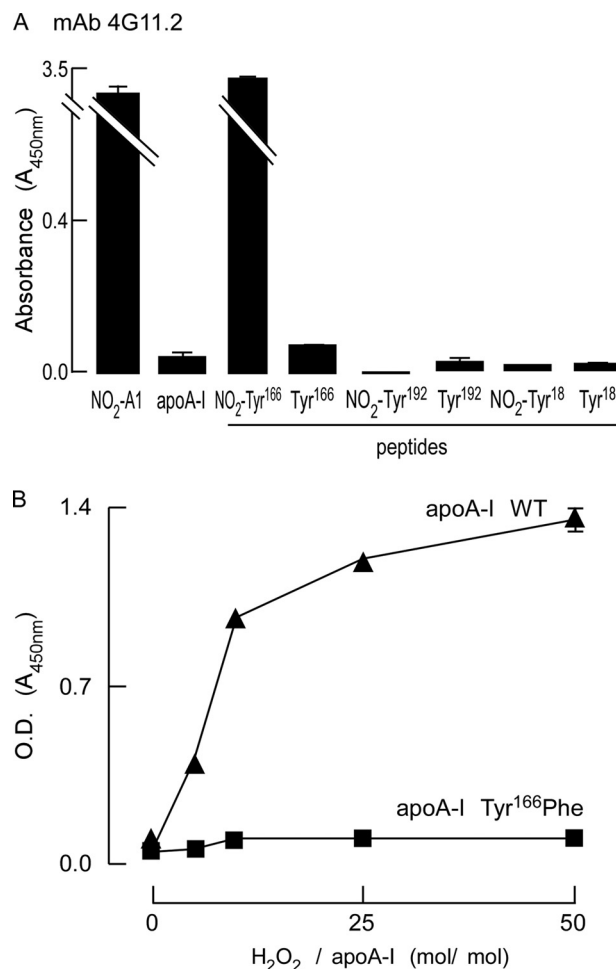 A mAb 4G11.2
Absorbance (A450nm)
3.5
0.4
0.0
NO2-A1 apoA-I NO2-Tyr166 Tyr166 NO2-Tyr192 Tyr192 NO2-Tyr18 Tyr18
peptides
B
O.D. (A450nm)
1.4
0.7
0.0
apoA-I WT
apoA-I Tyr166Phe
0 25 50
H2O2 / apoA-I (mol/ mol)